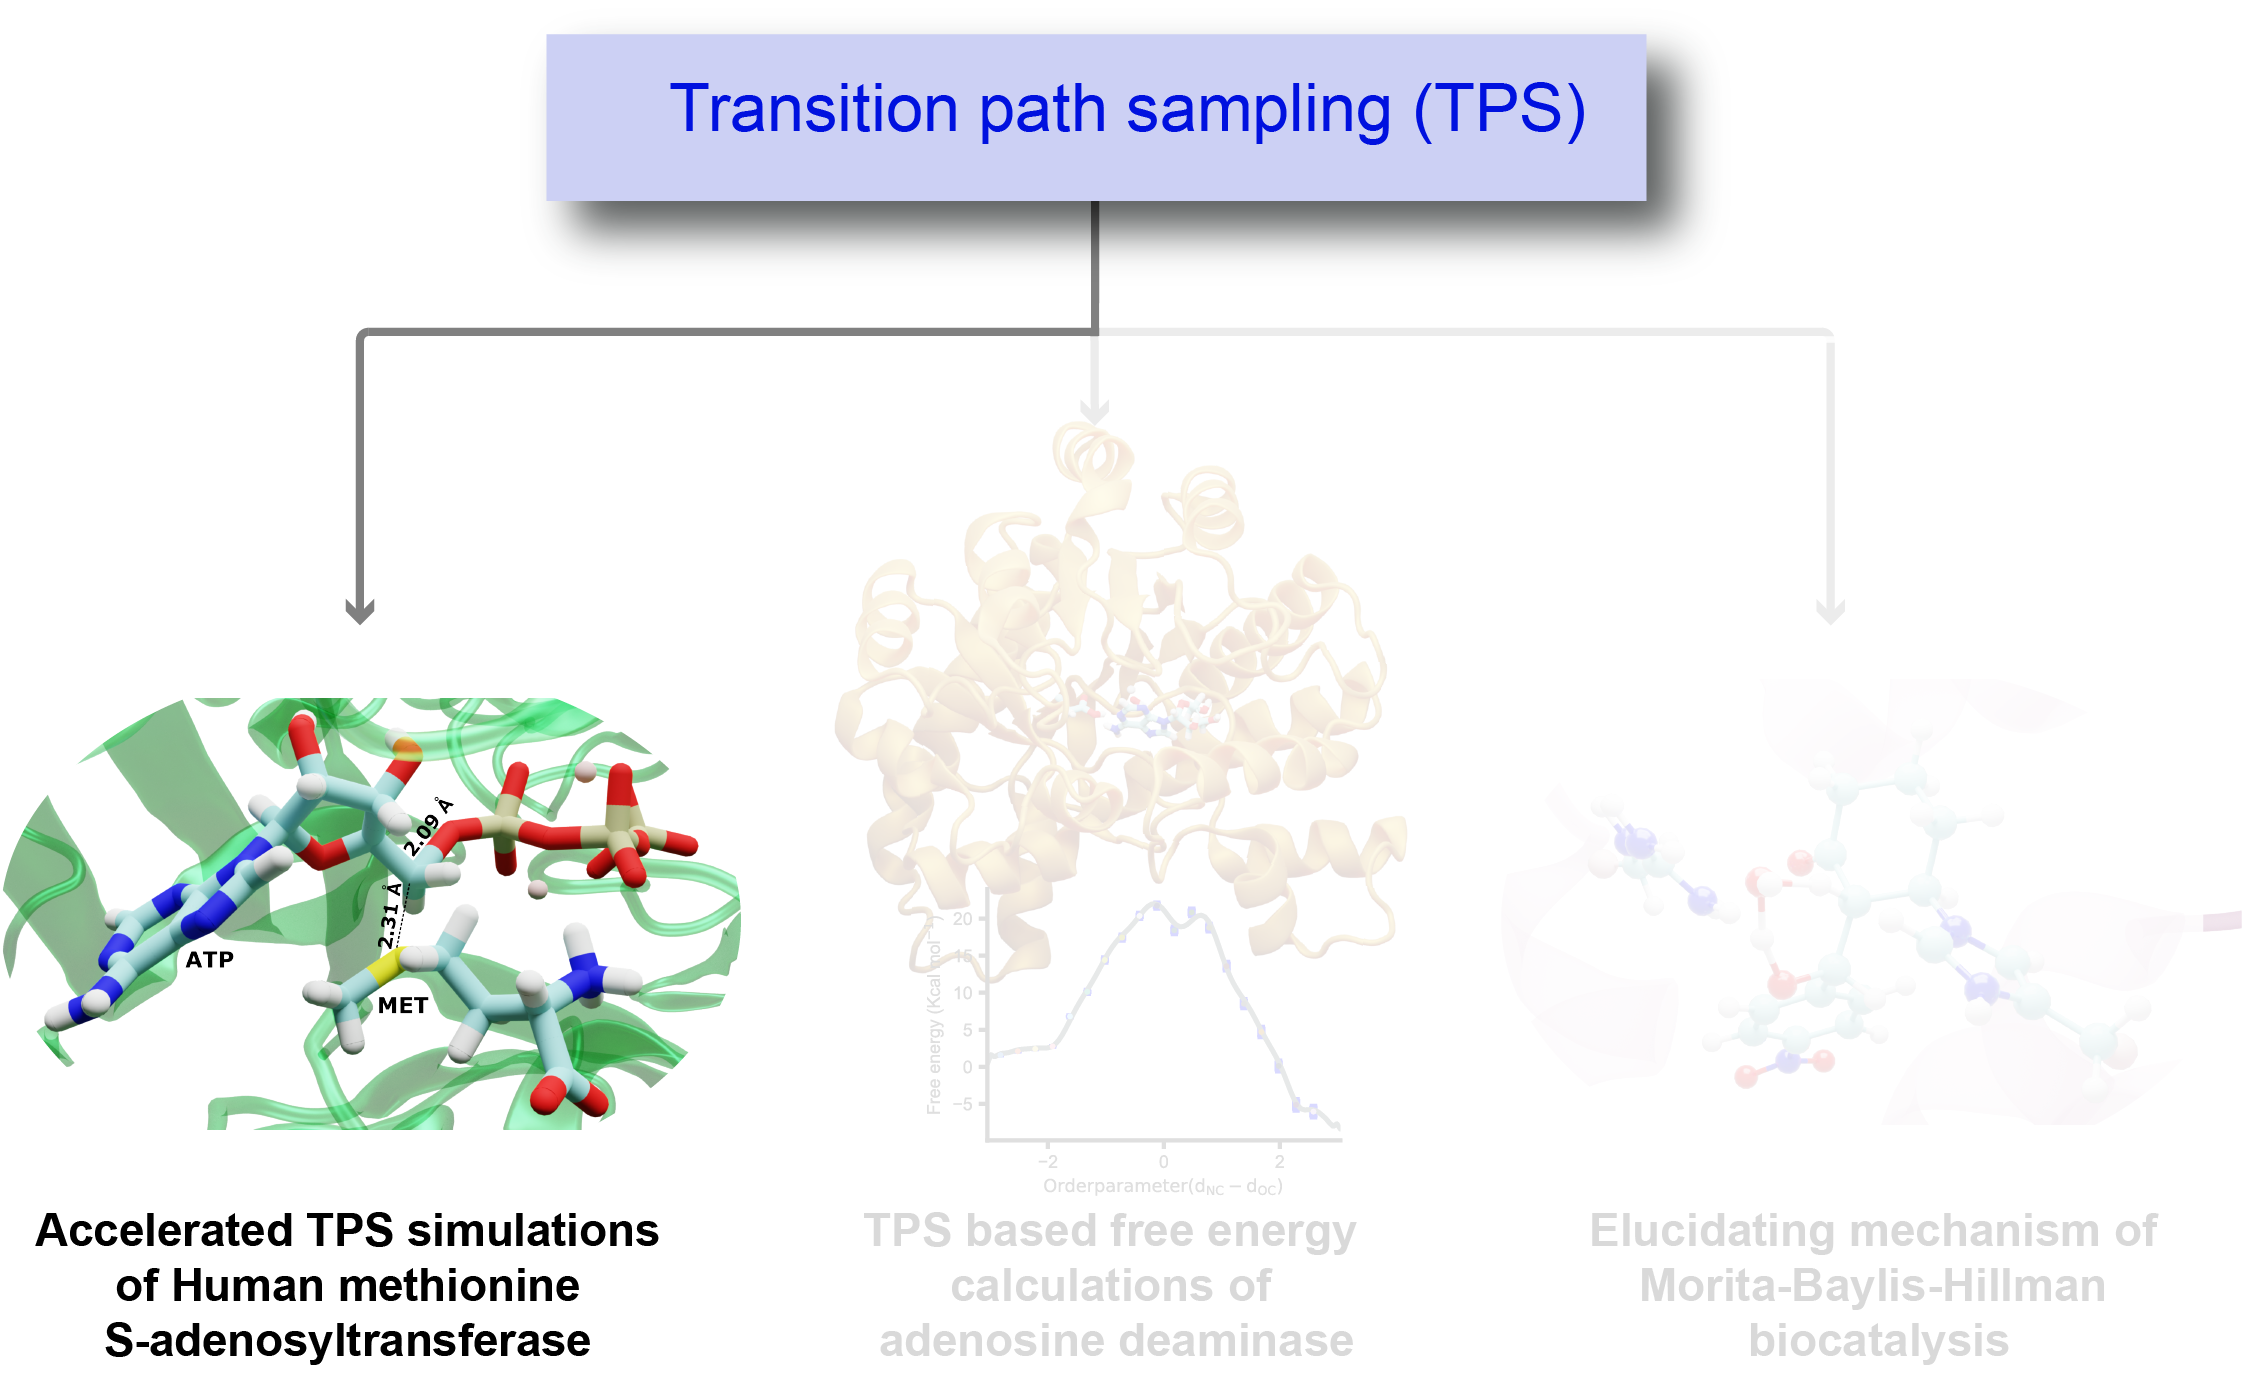 Transition path sampling (TPS)
2.09 Å
2.31 Å
ATP
MET
Accelerated TPS simulations
of Human methionine
S-adenosyltransferase
Free energy (Kcal mol⁻¹)
20
15
10
5
0
−5
−2
0
2
Orderparameter(dNC − dOC)
TPS based free energy
calculations of
adenosine deaminase
Elucidating mechanism of
Morita-Baylis-Hillman
biocatalysis